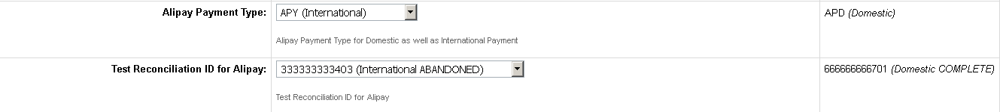 Alipay Payment Type: APY (International) APD (Domestic)
Alipay Payment Type for Domestic as well as International Payment
Test Reconciliation ID for Alipay: 333333333403 (International ABANDONED) 666666666701 (Domestic COMPLETE)
Test Reconciliation ID for Alipay